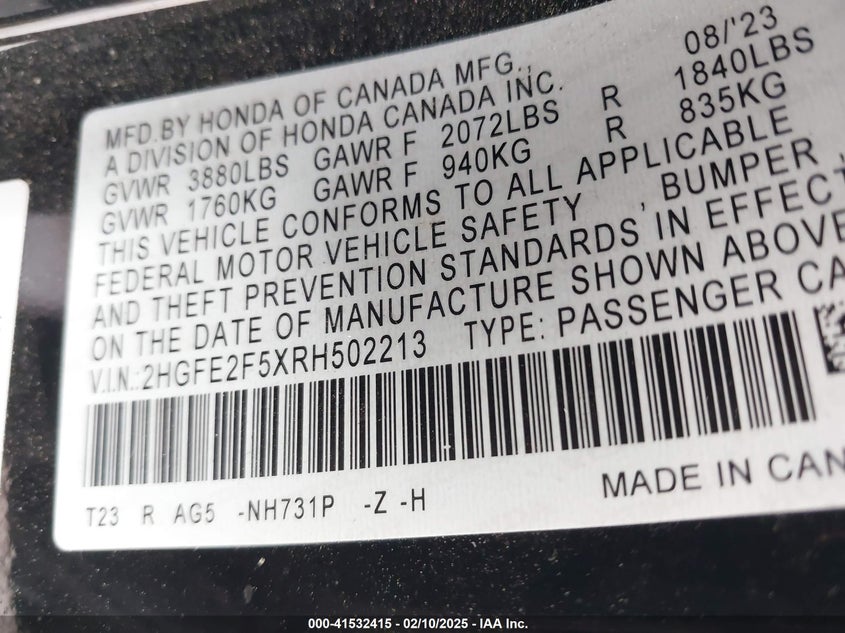 MFD.BY HONDA OF CANADA MFG., 08/'23
A DIVISION OF HONDA CANADA INC.
GVWR 3880LBS GAWR F 2072LBS R 1840LBS
GVWR 1760KG GAWR F 940KG R 835KG
THIS VEHICLE CONFORMS TO ALL APPLICABLE
FEDERAL MOTOR VEHICLE SAFETY , BUMPER ,
AND THEFT PREVENTION STANDARDS IN EFFECT
ON THE DATE OF MANUFACTURE SHOWN ABOVE
V.I.N.:2HGFE2F5XRH502213 TYPE: PASSENGER CA
T23 R AG5 -NH731P -Z -H MADE IN CAN
000-41532415 - 02/10/2025 - IAA Inc.